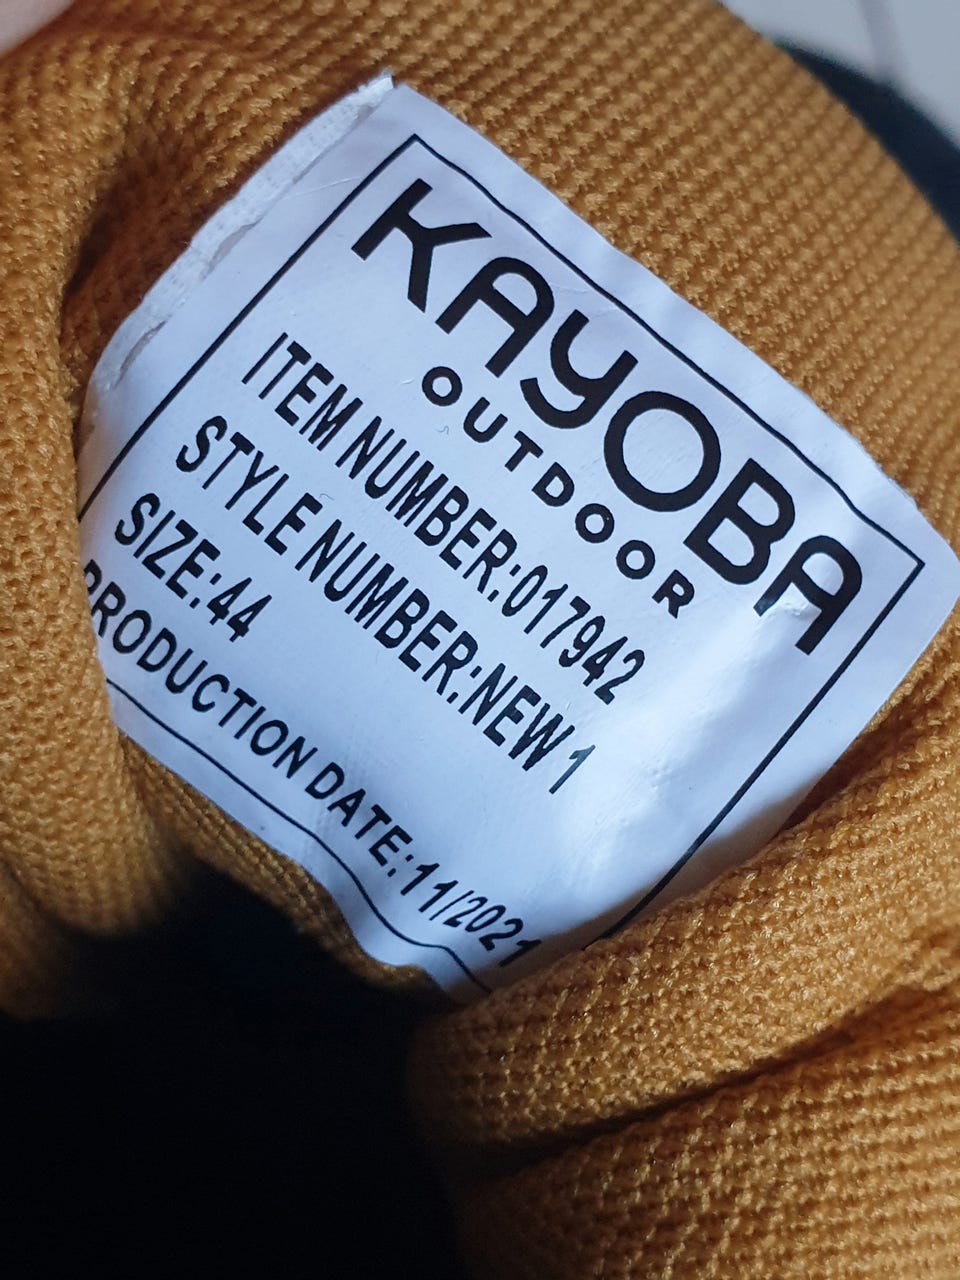 KAYOBA
OUTDOOR
ITEM NUMBER:017942
STYLE NUMBER:NEW 1
SIZE:44
PRODUCTION DATE:11/2021